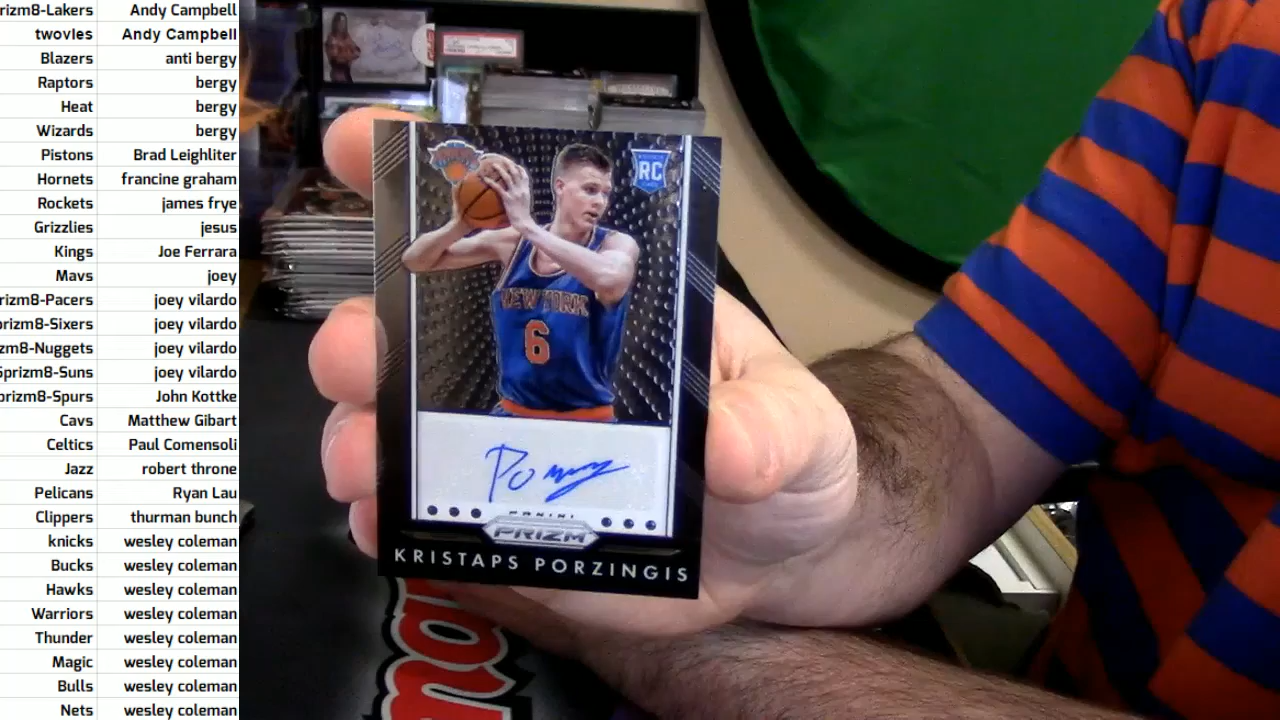 rizm8-Lakers Andy Campbell
twovies Andy Campbell
Blazers anti bergy
Raptors bergy
Heat bergy
Wizards bergy
Pistons Brad Leighliter
Hornets francine graham
Rockets james frye
Grizzlies jesus
Kings Joe Ferrara
Mavs joey
rizm8-Pacers joey vilardo
prizm8-Sixers joey vilardo
zm8-Nuggets joey vilardo
5prizm8-Suns joey vilardo
prizm8-Spurs John Kottke
Cavs Matthew Gibart
Celtics Paul Comensoli
Jazz robert throne
Pelicans Ryan Lau
Clippers thurman bunch
knicks wesley coleman
Bucks wesley coleman
Hawks wesley coleman
Warriors wesley coleman
Thunder wesley coleman
Magic wesley coleman
Bulls wesley coleman
Nets wesley coleman
RC
NEW YORK
6
PANINI
PRIZM
KRISTAPS PORZINGIS